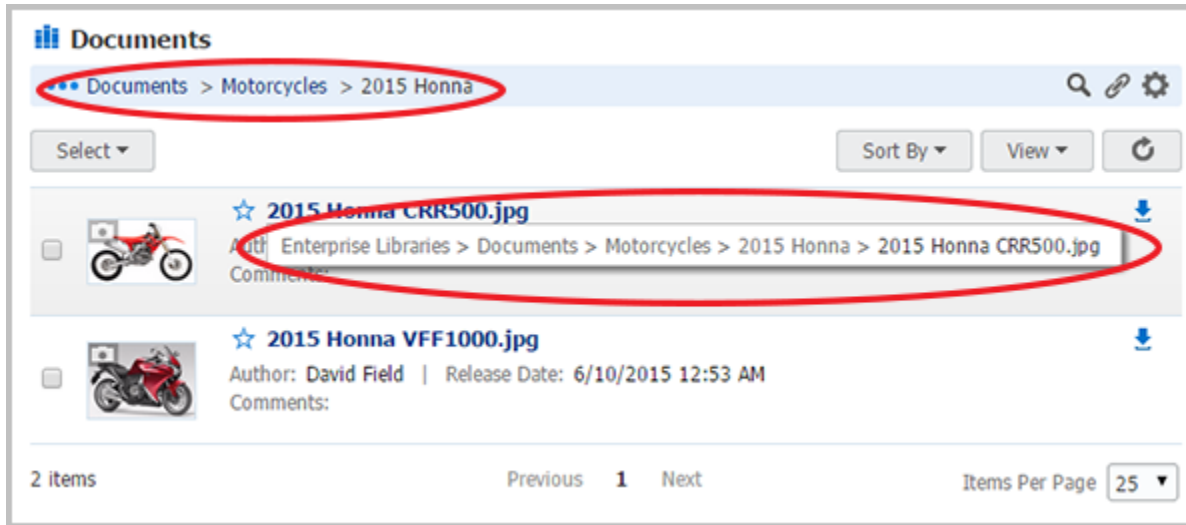 Documents
Documents > Motorcycles > 2015 Honna
Select Sort By View
2015 Honna CRR500.jpg
Enterprise Libraries > Documents > Motorcycles > 2015 Honna > 2015 Honna CRR500.jpg
Comments:
2015 Honna VFF1000.jpg
Author: David Field | Release Date: 6/10/2015 12:53 AM
Comments:
2 items Previous 1 Next Items Per Page 25